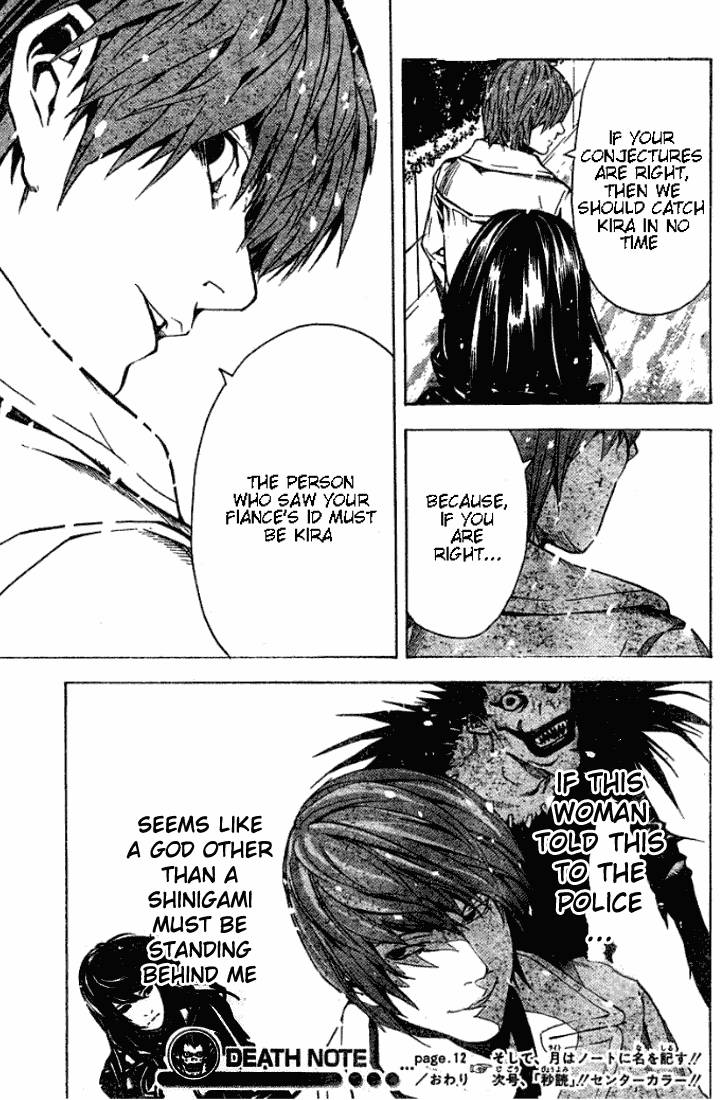 IF YOUR
CONJECTURES
ARE RIGHT,
THEN WE
SHOULD CATCH
KIRA IN NO
TIME
BECAUSE,
IF YOU
ARE
RIGHT...
THE PERSON
WHO SAW YOUR
FIANCE'S ID MUST
BE KIRA
IF THIS
WOMAN
TOLD THIS
TO THE
POLICE
...
SEEMS LIKE
A GOD OTHER
THAN A
SHINIGAMI
MUST BE
STANDING
BEHIND ME
DEATH NOTE ... page.12
／おわり
そして、月はノートに名を記す!!
次号、「秒読」!!センターカラー!!